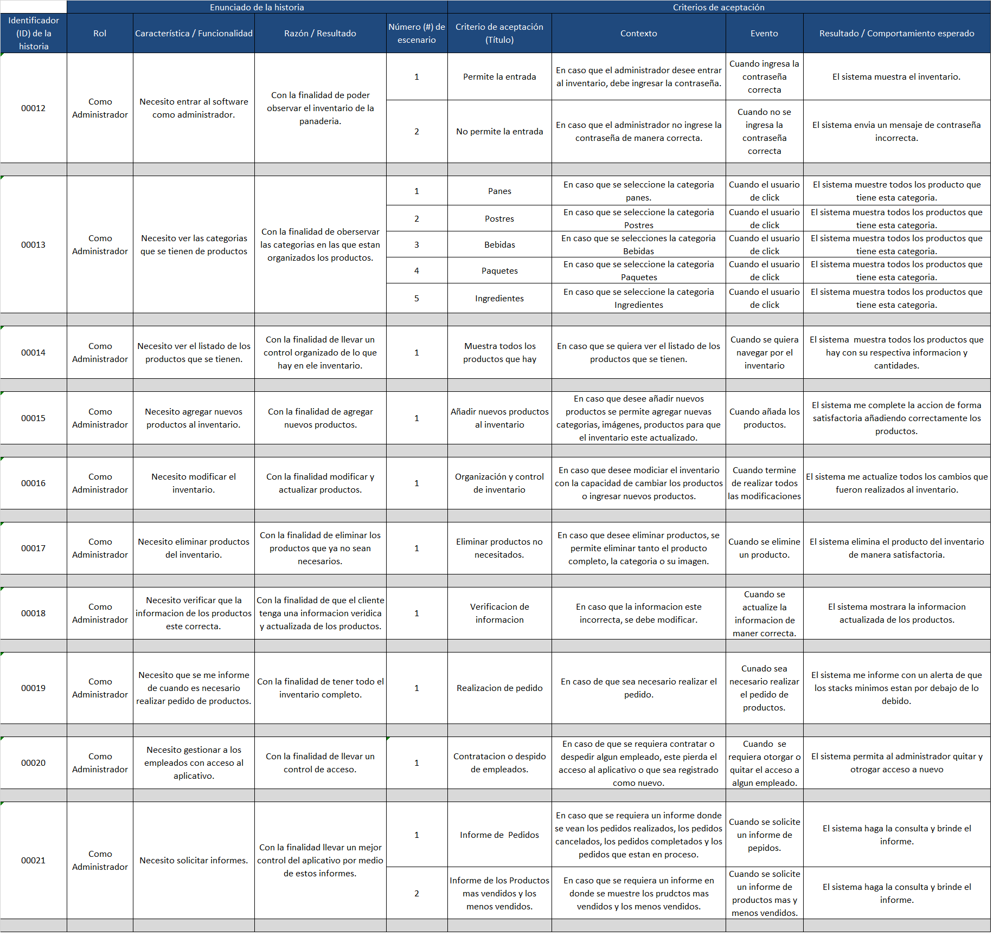 Enunciado de la historia
Criterios de aceptación
Identificador
(ID) de la
historia
Rol
Característica / Funcionalidad
Razón / Resultado
Número (#) de
escenario
Criterio de aceptación
(Título)
Contexto
Evento
Resultado / Comportamiento esperado
00012
Como
Administrador
Necesito entrar al software
como administrador.
Con la finalidad de poder
observar el inventario de la
panaderia.
1
Permite la entrada
En caso que el administrador desee entrar
al inventario, debe ingresar la contraseña.
Cuando ingresa la
contraseña
correcta
El sistema muestra el inventario.
2
No permite la entrada
En caso que el administrador no ingrese la
contraseña de manera correcta.
Cuando no se
ingresa la
contraseña
correcta
El sistema envia un mensaje de contraseña
incorrecta.
00013
Como
Administrador
Necesito ver las categorias
que se tienen de productos
Con la finalidad de oberservar
las categorias en las que estan
organizados los productos.
1
Panes
En caso que se seleccione la categoria
panes.
Cuando el usuario
de click
El sistema muestre todos los producto que
tiene esta categoria.
2
Postres
En caso que se seleccione la categoria
Postres
Cuando el usuario
de click
El sistema muestra todos los productos que
tiene esta categoria.
3
Bebidas
En caso que se selecciones la categoria
Bebidas
Cuando el usuario
de click
El sistema muestra todos los productos que
tiene esta categoria.
4
Paquetes
En caso que se seleccione la categoria
Paquetes
Cuando el usuario
de click
El sistema muestra todos los productos que
tiene esta categoria.
5
Ingredientes
En caso que se seleccione la categoria
Ingredientes
Cuando el usuario
de click
El sistema muestra todos los productos que
tiene esta categoria.
00014
Como
Administrador
Necesito ver el listado de los
productos que se tienen.
Con la finalidad de llevar un
control organizado de lo que
hay en ele inventario.
1
Muestra todos los
productos que hay
En caso que se quiera ver el listado de los
productos que se tienen.
Cuando se quiera
navegar por el
inventario
El sistema  muestra todos los productos que
hay con su respectiva informacion y
cantidades.
00015
Como
Administrador
Necesito agregar nuevos
productos al inventario.
Con la finalidad de agregar
nuevos productos.
1
Añadir nuevos productos
al inventario
En caso que desee añadir nuevos
productos se permite agregar nuevas
categorias, imágenes, productos para que
el inventario este actualizado.
Cuando añada los
productos.
El sistema me complete la accion de forma
satisfactoria añadiendo correctamente los
productos.
00016
Como
Administrador
Necesito modificar el
inventario.
Con la finalidad modificar y
actualizar productos.
1
Organización y control
de inventario
En caso que desee modiciar el inventario
con la capacidad de cambiar los productos
o ingresar nuevos productos.
Cuando termine
de realizar todos
las modificaciones
El sistema me actualize todos los cambios que
fueron realizados al inventario.
00017
Como
Administrador
Necesito eliminar productos
del inventario.
Con la finalidad de eliminar los
productos que ya no sean
necesarios.
1
Eliminar productos no
necesitados.
En caso que desee eliminar productos, se
permite eliminar tanto el producto
completo, la categoria o su imagen.
Cuando se elimine
un producto.
El sistema elimina el producto del inventario
de manera satisfactoria.
00018
Como
Administrador
Necesito verificar que la
informacion de los productos
este correcta.
Con la finalidad de que el cliente
tenga una informacion veridica
y actualizada de los productos.
1
Verificacion de
informacion
En caso que la informacion este
incorrecta, se debe modificar.
Cuando se
actualize la
informacion de
maner correcta.
El sistema mostrara la informacion
actualizada de los productos.
00019
Como
Administrador
Necesito que se me informe
de cuando es necesario
realizar pedido de productos.
Con la finalidad de tener todo el
inventario completo.
1
Realizacion de pedido
En caso de que sea necesario realizar el
pedido.
Cunado sea
necesario realizar
el pedido de
productos.
El sistema me informe con un alerta de que
los stacks minimos estan por debajo de lo
debido.
00020
Como
Administrador
Necesito gestionar a los
empleados con acceso al
aplicativo.
Con la finalidad de llevar un
control de acceso.
1
Contratacion o despido
de empleados.
En caso de que se requiera contratar o
despedir algun empleado, este pierda el
acceso al aplicativo o que sea registrado
como nuevo.
Cuando  se
requiera otorgar o
quitar el acceso a
algun empleado.
El sistema permita al administrador quitar y
otrogar acceso a nuevo
00021
Como
Administrador
Necesito solicitar informes.
Con la finalidad llevar un mejor
control del aplicativo por medio
de estos informes.
1
Informe de  Pedidos
En caso que se requiera un informe donde
se vean los pedidos realizados, los pedidos
cancelados, los pedidos completados y los
pedidos que estan en proceso.
Cuando se solicite
un informe de
pepidos.
El sistema haga la consulta y brinde el
informe.
2
Informe de los Productos
mas vendidos y los
menos vendidos.
En caso que se requiera un informe en
donde se muestre los prudctos mas
vendidos y los menos vendidos.
Cuando se solicite
un informe de
productos mas y
menos vendidos.
El sistema haga la consulta y brinde el
informe.